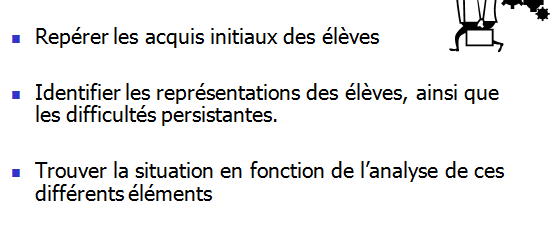 Repérer les acquis initiaux des élèves
Identifier les représentations des élèves, ainsi que
les difficultés persistantes.
Trouver la situation en fonction de l'analyse de ces
différents éléments